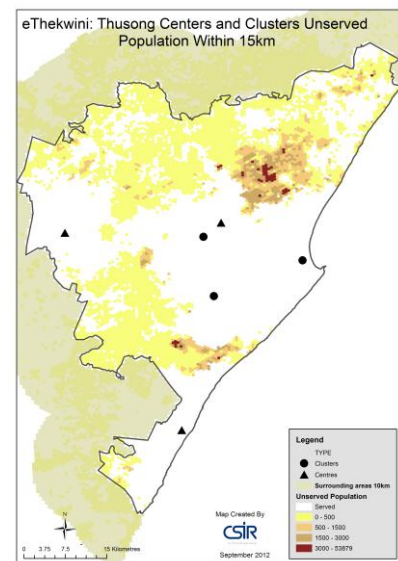 eThekwini: Thusong Centers and Clusters Unserved
Population Within 15km
Legend
TYPE
Clusters
Centres
Surrounding areas 10km
Unserved Population
Served
0 - 500
500 - 1500
1500 - 3000
3000 - 53879
Map Created By
CSIR
September 2012
N
0 3.75 7.5 15 Kilometres